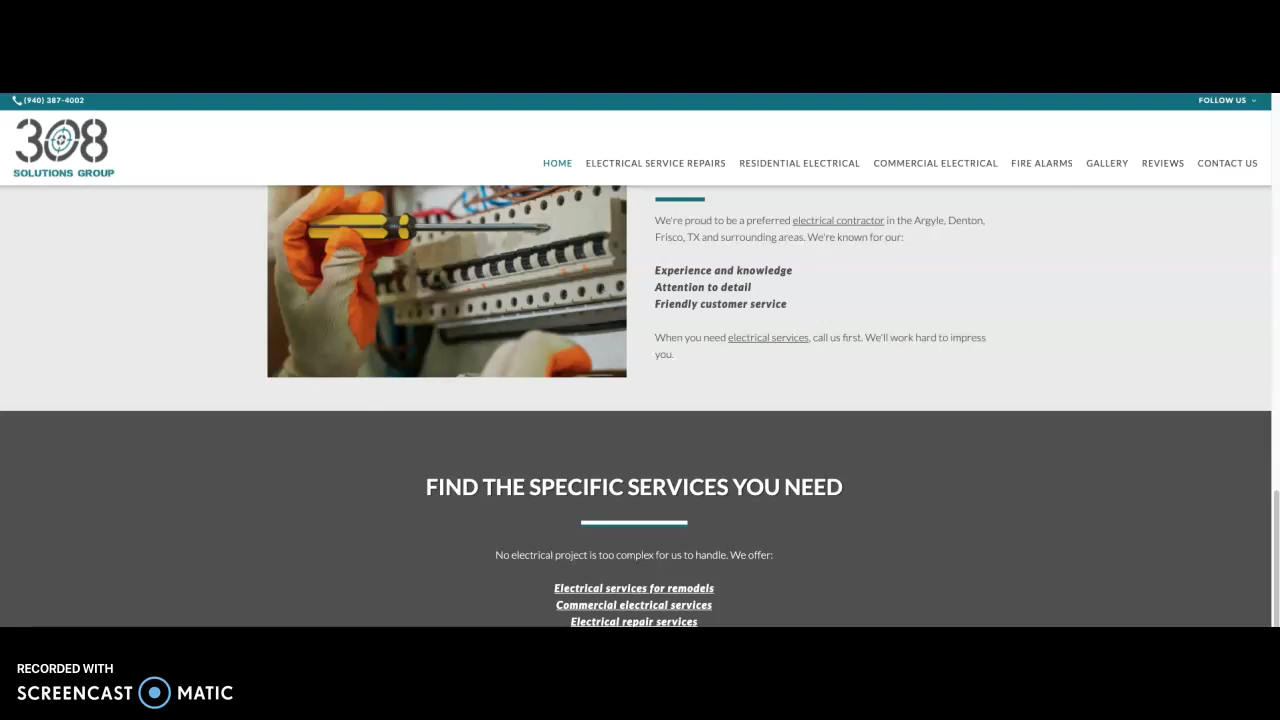 (940) 387-4002
FOLLOW US
308
SOLUTIONS GROUP
HOME ELECTRICAL SERVICE REPAIRS RESIDENTIAL ELECTRICAL COMMERCIAL ELECTRICAL FIRE ALARMS GALLERY REVIEWS CONTACT US
We're proud to be a preferred electrical contractor in the Argyle, Denton,
Frisco, TX and surrounding areas. We're known for our:
Experience and knowledge
Attention to detail
Friendly customer service
When you need electrical services, call us first. We'll work hard to impress
you.
FIND THE SPECIFIC SERVICES YOU NEED
No electrical project is too complex for us to handle. We offer:
Electrical services for remodels
Commercial electrical services
Electrical repair services
RECORDED WITH
SCREENCAST MATIC